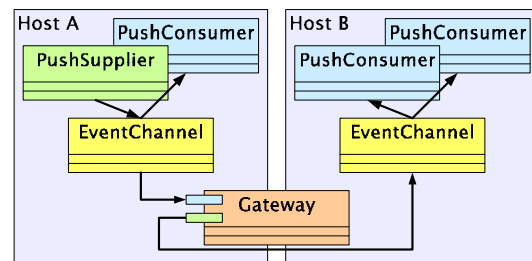 Host A
PushConsumer
PushSupplier
EventChannel
Host B
PushConsumer
PushConsumer
EventChannel
Gateway